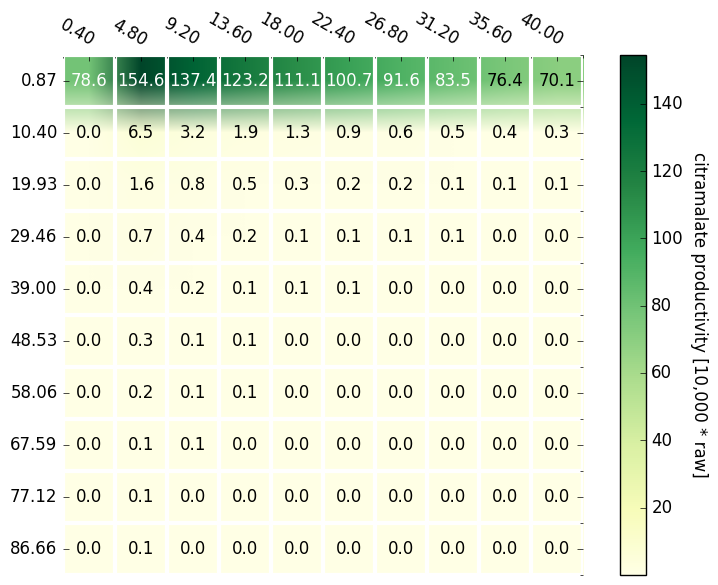 0.40 4.80 9.20 13.60 18.00 22.40 26.80 31.20 35.60 40.00
0.87 78.6 154.6 137.4 123.2 111.1 100.7 91.6 83.5 76.4 70.1
10.40 0.0 6.5 3.2 1.9 1.3 0.9 0.6 0.5 0.4 0.3
19.93 0.0 1.6 0.8 0.5 0.3 0.2 0.2 0.1 0.1 0.1
29.46 0.0 0.7 0.4 0.2 0.1 0.1 0.1 0.1 0.0 0.0
39.00 0.0 0.4 0.2 0.1 0.1 0.1 0.0 0.0 0.0 0.0
48.53 0.0 0.3 0.1 0.1 0.0 0.0 0.0 0.0 0.0 0.0
58.06 0.0 0.2 0.1 0.1 0.0 0.0 0.0 0.0 0.0 0.0
67.59 0.0 0.1 0.1 0.0 0.0 0.0 0.0 0.0 0.0 0.0
77.12 0.0 0.1 0.0 0.0 0.0 0.0 0.0 0.0 0.0 0.0
86.66 0.0 0.1 0.0 0.0 0.0 0.0 0.0 0.0 0.0 0.0
140
120
100
80
60
40
20
citramalate productivity [10,000 * raw]